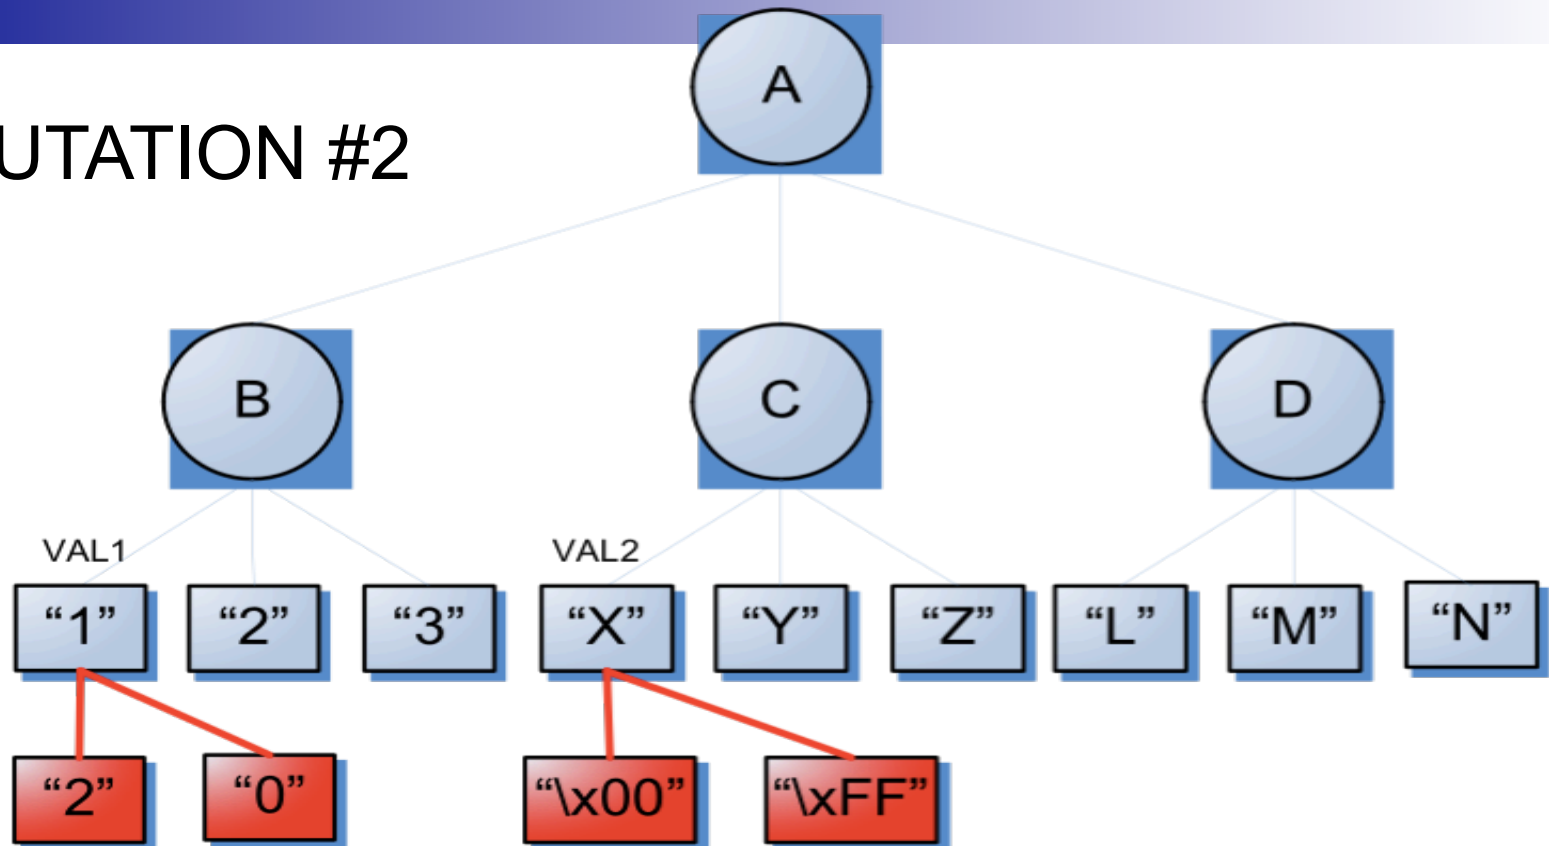 A
UTATION #2
B
C
D
VAL1
VAL2
“1” “2” “3” “X” “Y” “Z” “L” “M” “N”
“2” “0” “\x00” “\xFF”